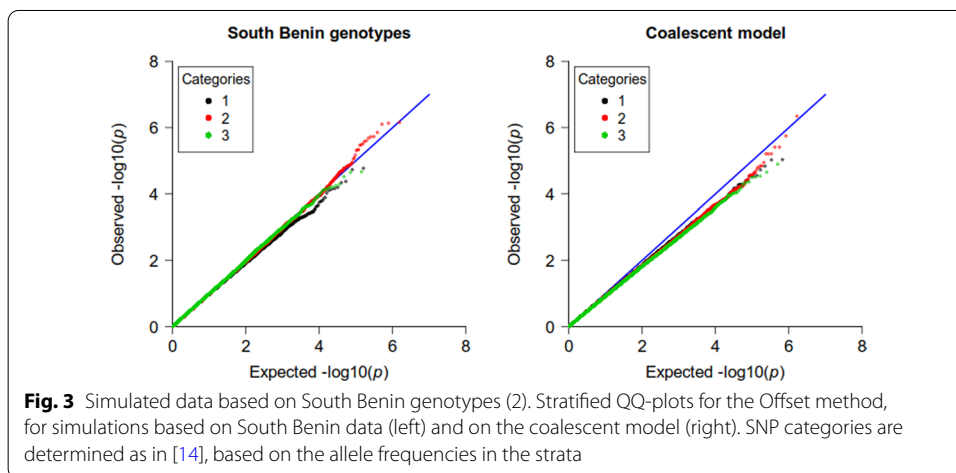 South Benin genotypes
Coalescent model
8
6
4
2
0
Observed -log10(p)
Categories
1
2
3
0 2 4 6 8
Expected -log10(p)
8
6
4
2
0
Observed -log10(p)
Categories
1
2
3
0 2 4 6 8
Expected -log10(p)
Fig. 3 Simulated data based on South Benin genotypes (2). Stratified QQ-plots for the Offset method,
for simulations based on South Benin data (left) and on the coalescent model (right). SNP categories are
determined as in [14], based on the allele frequencies in the strata